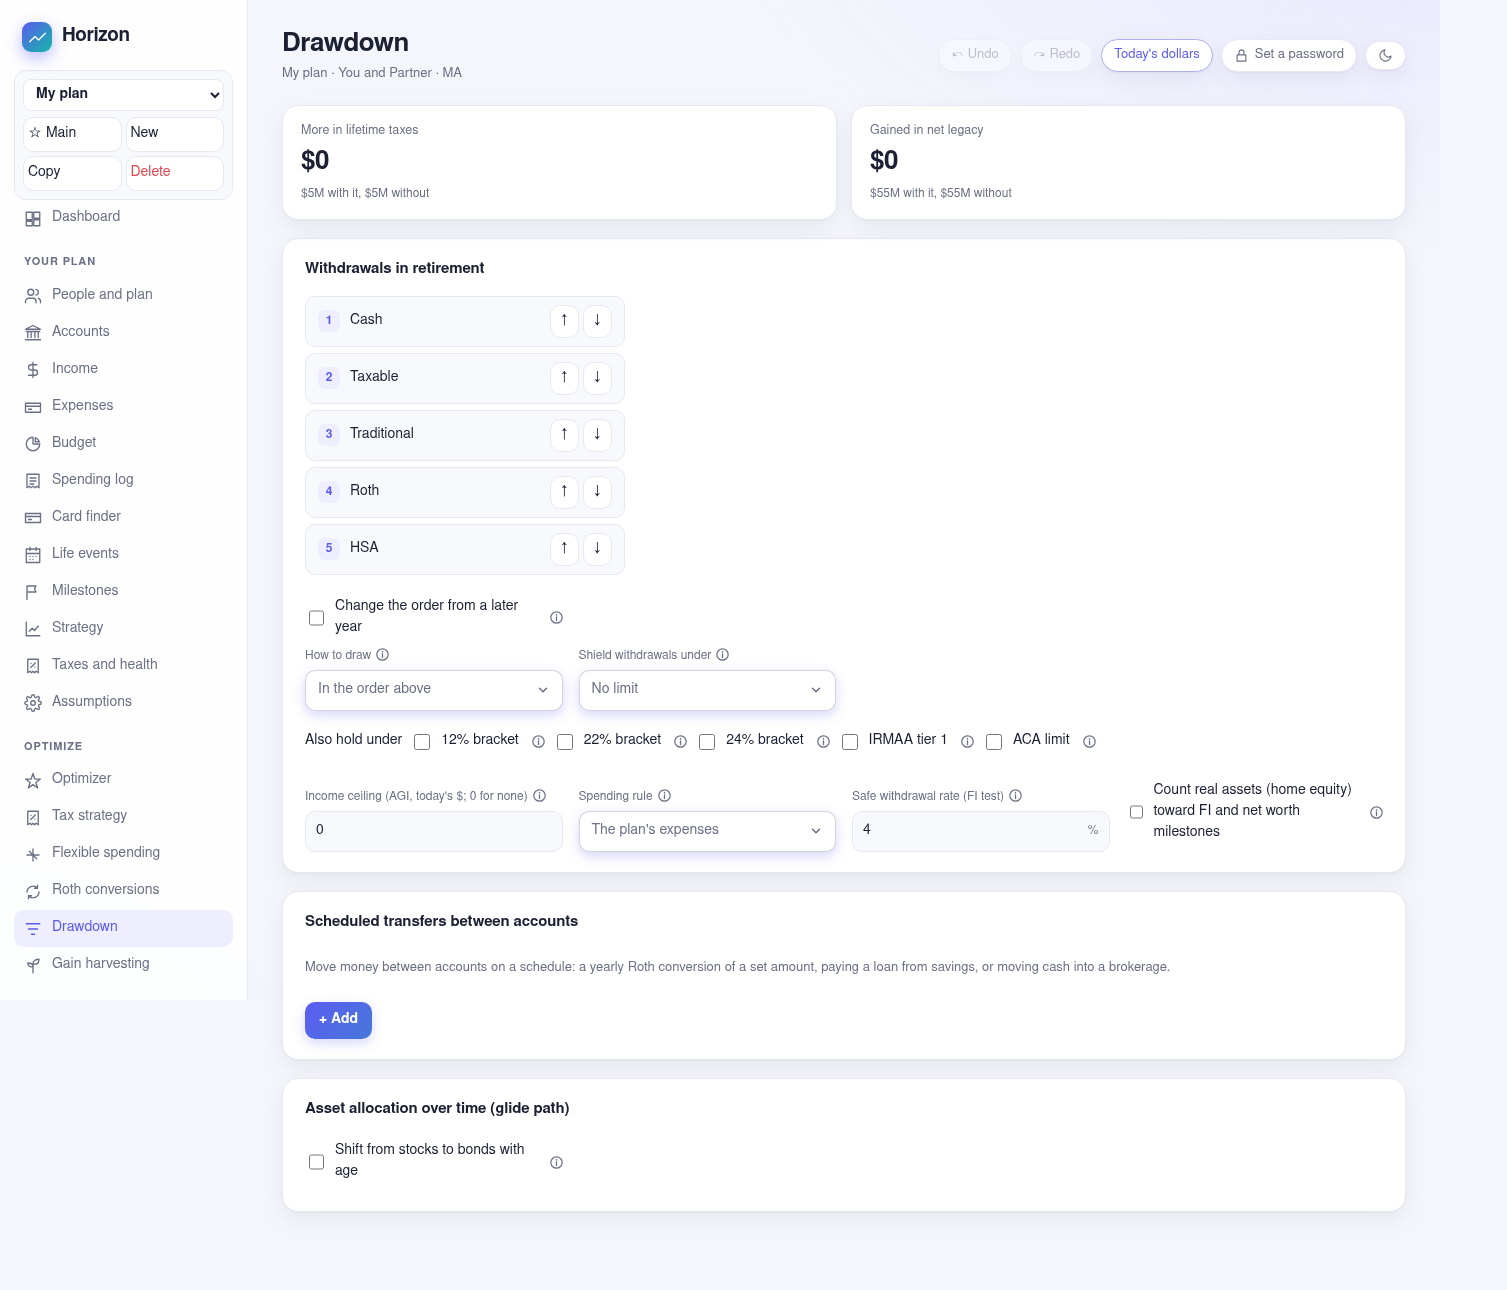 Horizon
My plan
☆ Main
New
Copy
Delete
Dashboard
YOUR PLAN
People and plan
Accounts
Income
Expenses
Budget
Spending log
Card finder
Life events
Milestones
Strategy
Taxes and health
Assumptions
OPTIMIZE
Optimizer
Tax strategy
Flexible spending
Roth conversions
Drawdown
Gain harvesting
Drawdown
My plan · You and Partner · MA
Undo
Redo
Today's dollars
Set a password
More in lifetime taxes
$0
$5M with it, $5M without
Gained in net legacy
$0
$55M with it, $55M without
Withdrawals in retirement
1 Cash ↑ ↓
2 Taxable ↑ ↓
3 Traditional ↑ ↓
4 Roth ↑ ↓
5 HSA ↑ ↓
Change the order from a later
year
How to draw
In the order above
Shield withdrawals under
No limit
Also hold under 12% bracket 22% bracket 24% bracket IRMAA tier 1 ACA limit
Income ceiling (AGI, today's $; 0 for none)
0
Spending rule
The plan's expenses
Safe withdrawal rate (FI test)
4 %
Count real assets (home equity)
toward FI and net worth
milestones
Scheduled transfers between accounts
Move money between accounts on a schedule: a yearly Roth conversion of a set amount, paying a loan from savings, or moving cash into a brokerage.
+ Add
Asset allocation over time (glide path)
Shift from stocks to bonds with
age